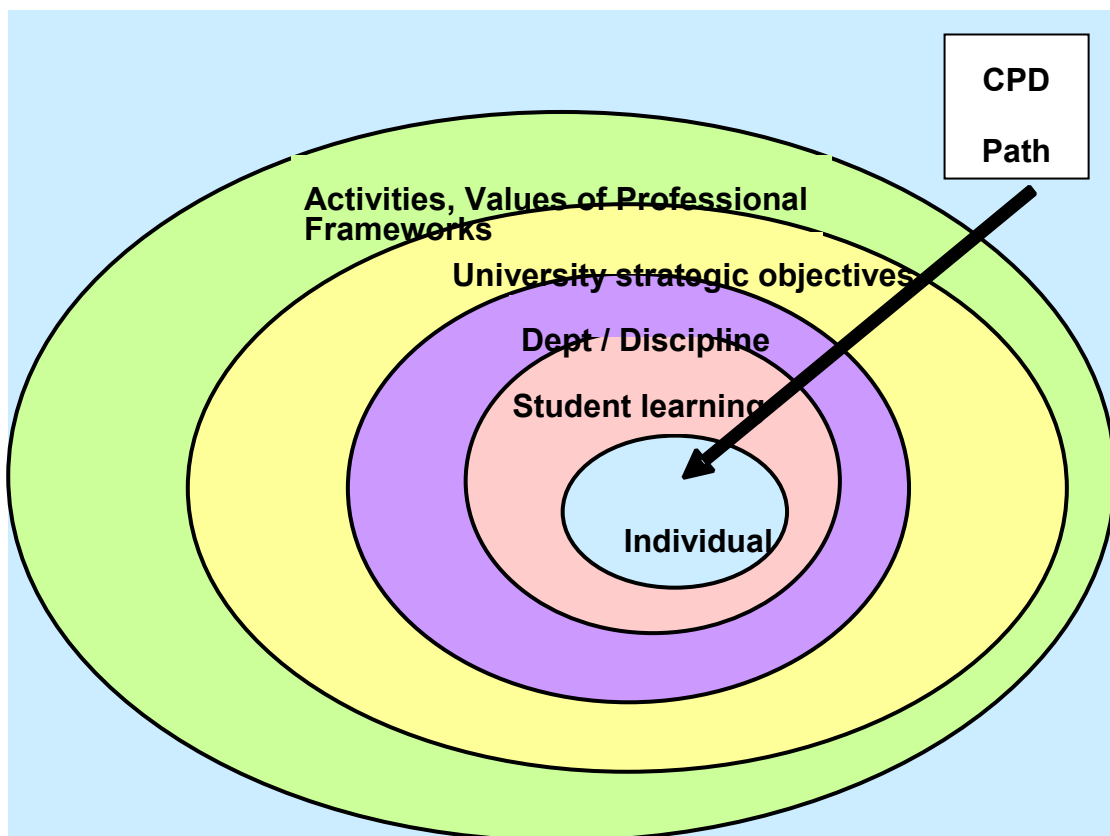 CPD
Path
Activities, Values of Professional
Frameworks
University strategic objectives
Dept / Discipline
Student learning
Individual